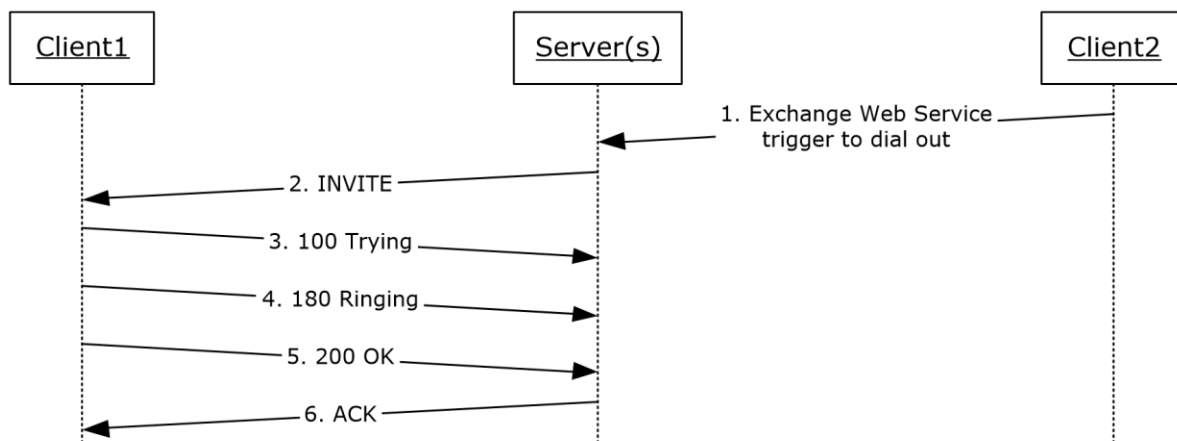 Client1
Server(s)
Client2
1. Exchange Web Service
trigger to dial out
2. INVITE
3. 100 Trying
4. 180 Ringing
5. 200 OK
6. ACK